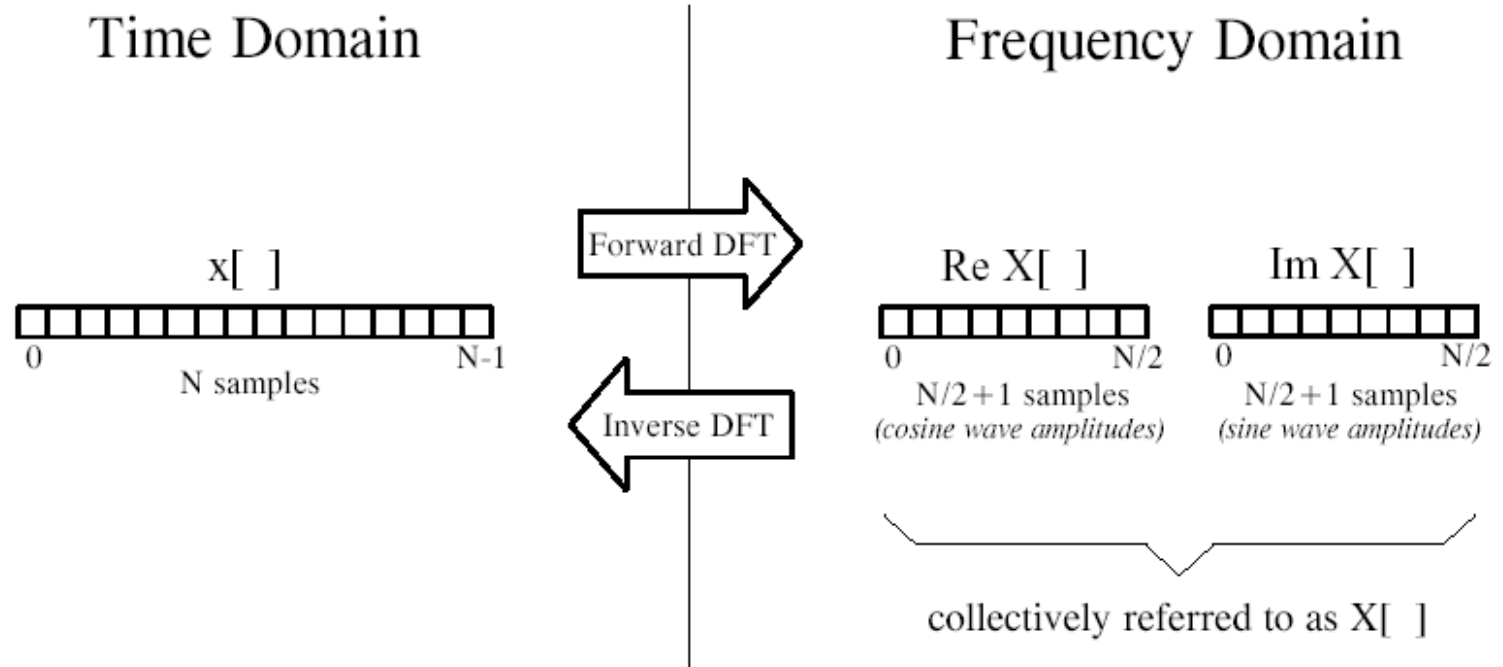 Time Domain
Frequency Domain
Forward DFT
x[ ]
0
N-1
N samples
Inverse DFT
Re X[ ]
0
N/2
N/2+1 samples
(cosine wave amplitudes)
Im X[ ]
0
N/2
N/2+1 samples
(sine wave amplitudes)
collectively referred to as X[ ]